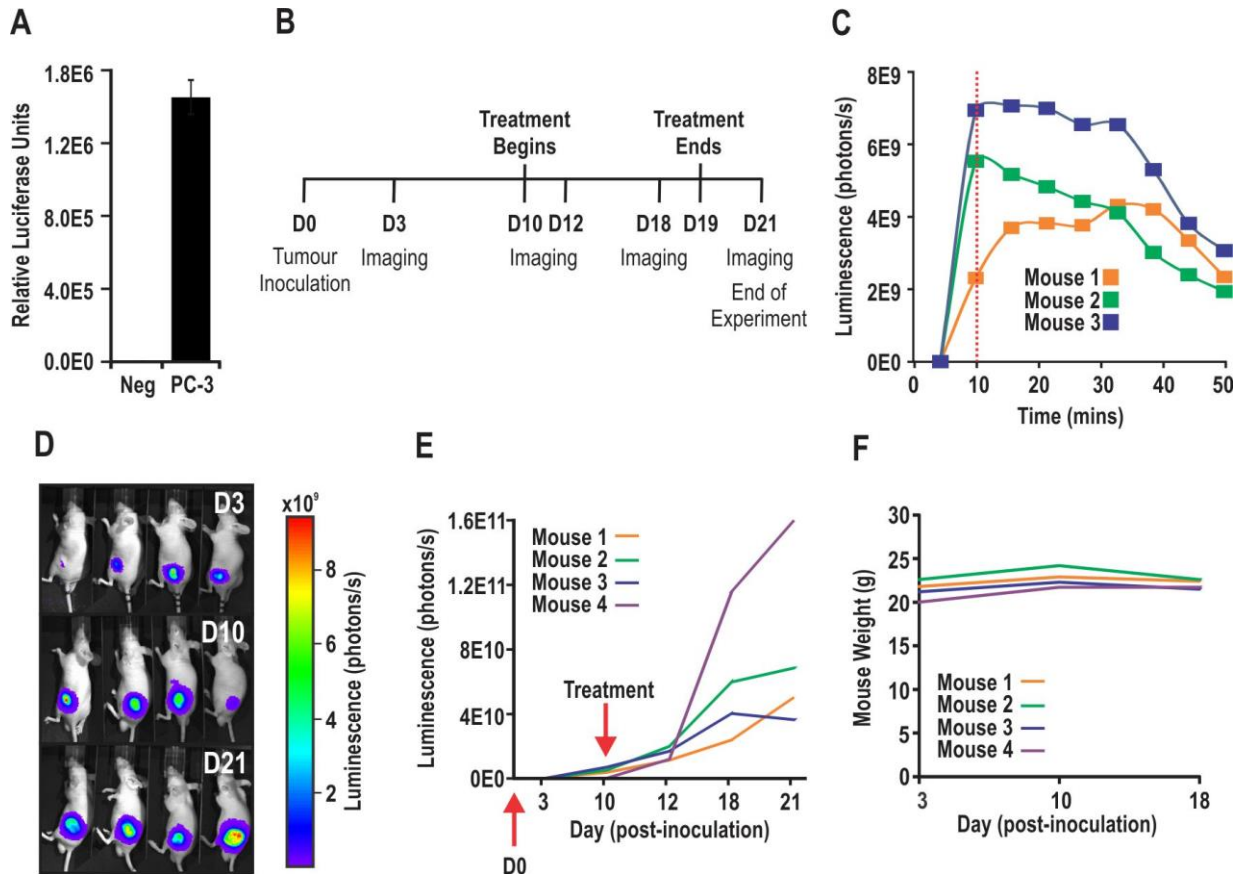 A
1.8E6
1.2E6
8.0E5
4.0E5
0.0E0
Relative Luciferase Units
Neg PC-3
B
Treatment Begins
Treatment Ends
D0 D3 D10 D12 D18 D19 D21
Tumour Inoculation
Imaging
Imaging
Imaging
Imaging
End of Experiment
C
8E9
6E9
4E9
2E9
0E0
Luminescence (photons/s)
Mouse 1
Mouse 2
Mouse 3
0 10 20 30 40 50
Time (mins)
D
D3
D10
D21
x10⁹
8
6
4
2
Luminescence (photons/s)
E
1.6E11
1.2E11
8E10
4E10
0E0
Luminescence (photons/s)
Mouse 1
Mouse 2
Mouse 3
Mouse 4
Treatment
3 10 12 18 21
Day (post-inoculation)
D0
F
30
25
20
15
10
5
0
Mouse Weight (g)
Mouse 1
Mouse 2
Mouse 3
Mouse 4
3 10 18
Day (post-inoculation)